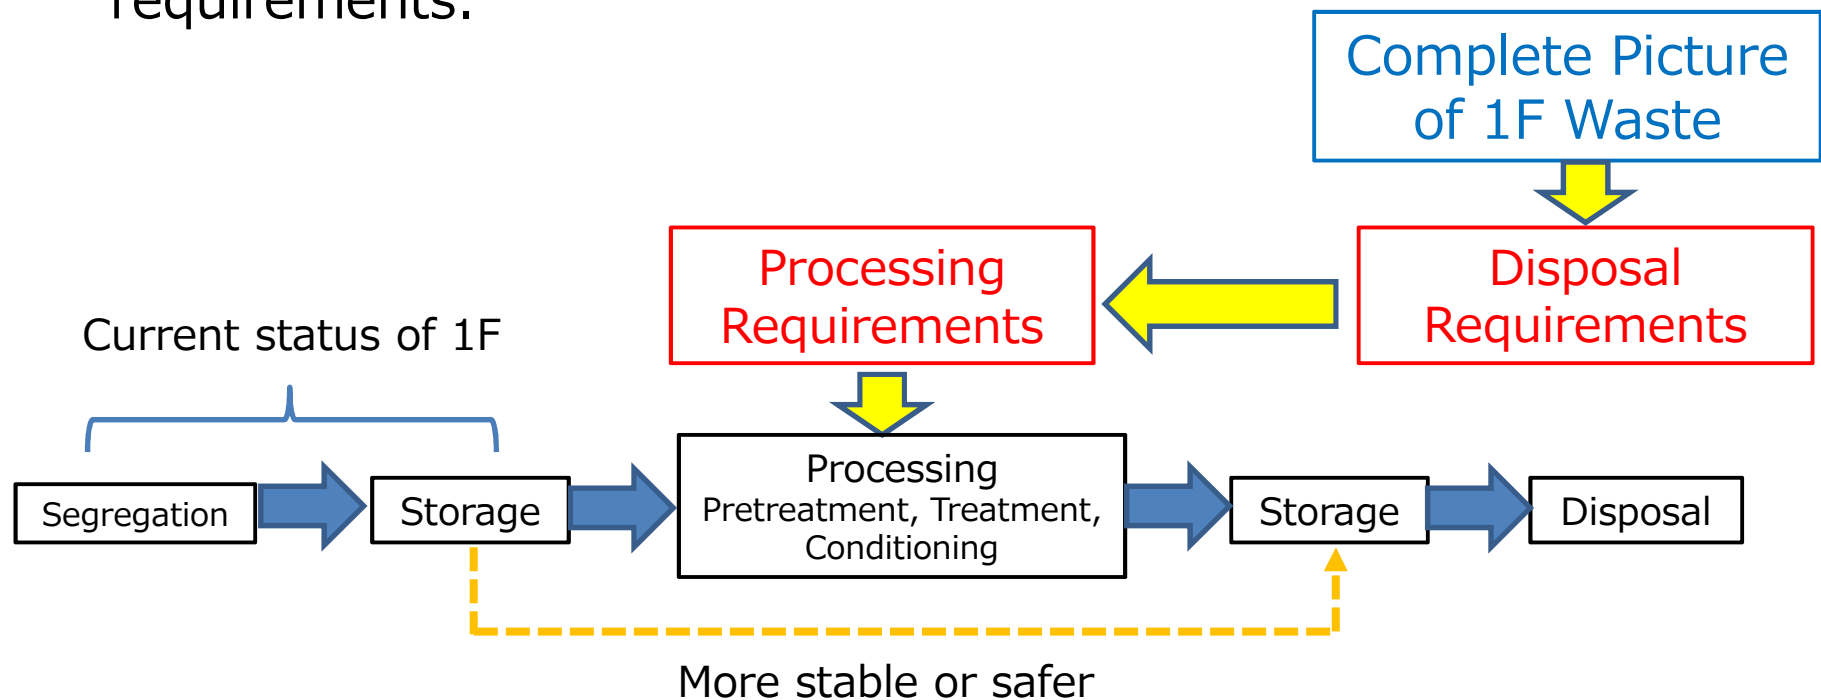 requirements.
Complete Picture
of 1F Waste
Processing
Requirements
Disposal
Requirements
Current status of 1F
Segregation
Storage
Processing
Pretreatment, Treatment,
Conditioning
Storage
Disposal
More stable or safer